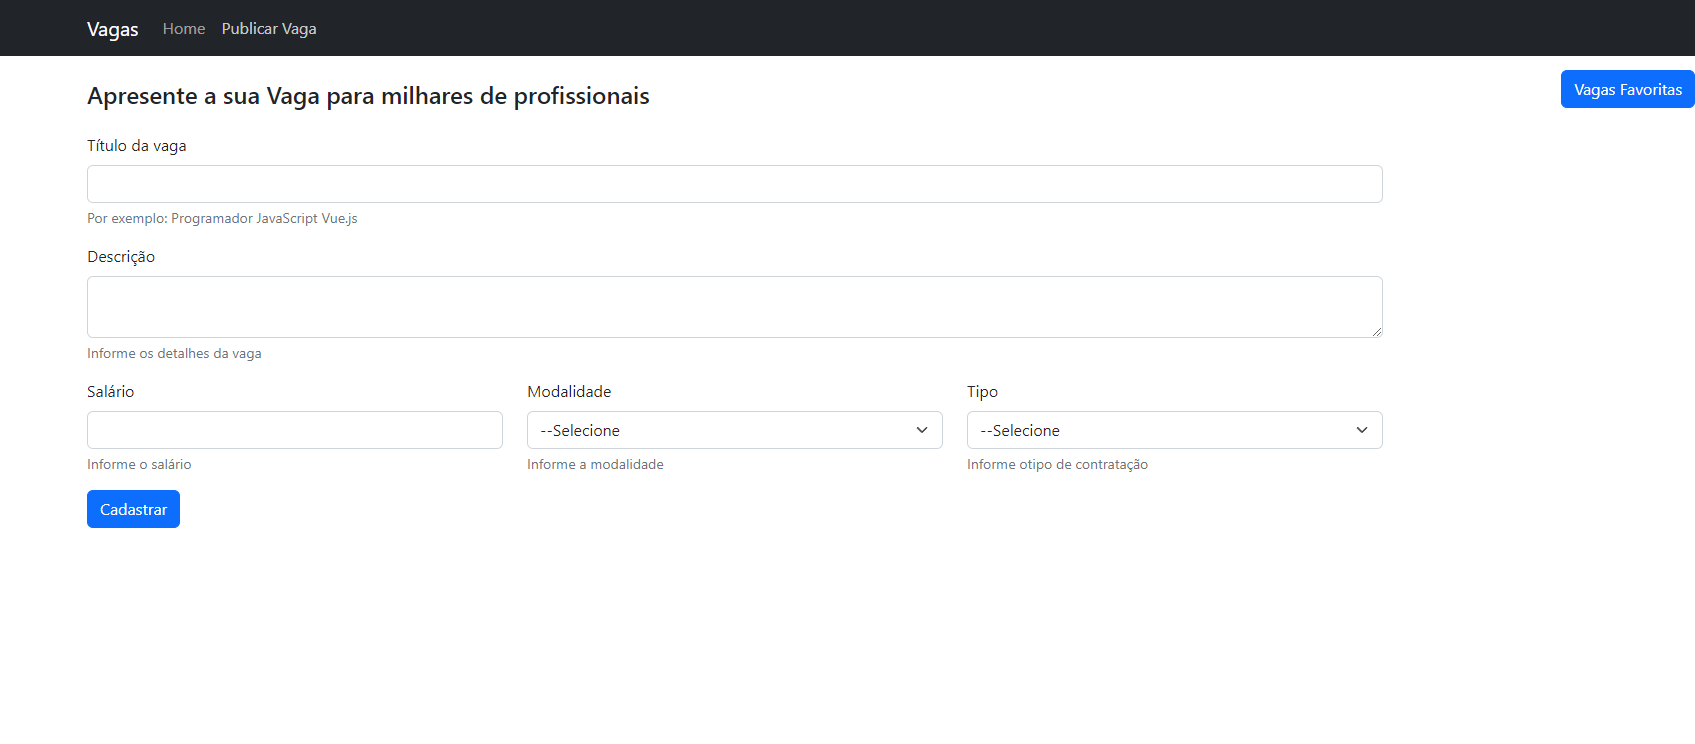 Vagas Home Publicar Vaga
Vagas Favoritas
Apresente a sua Vaga para milhares de profissionais
Título da vaga
Por exemplo: Programador JavaScript Vue.js
Descrição
Informe os detalhes da vaga
Salário Modalidade Tipo
--Selecione --Selecione
Informe o salário Informe a modalidade Informe otipo de contratação
Cadastrar